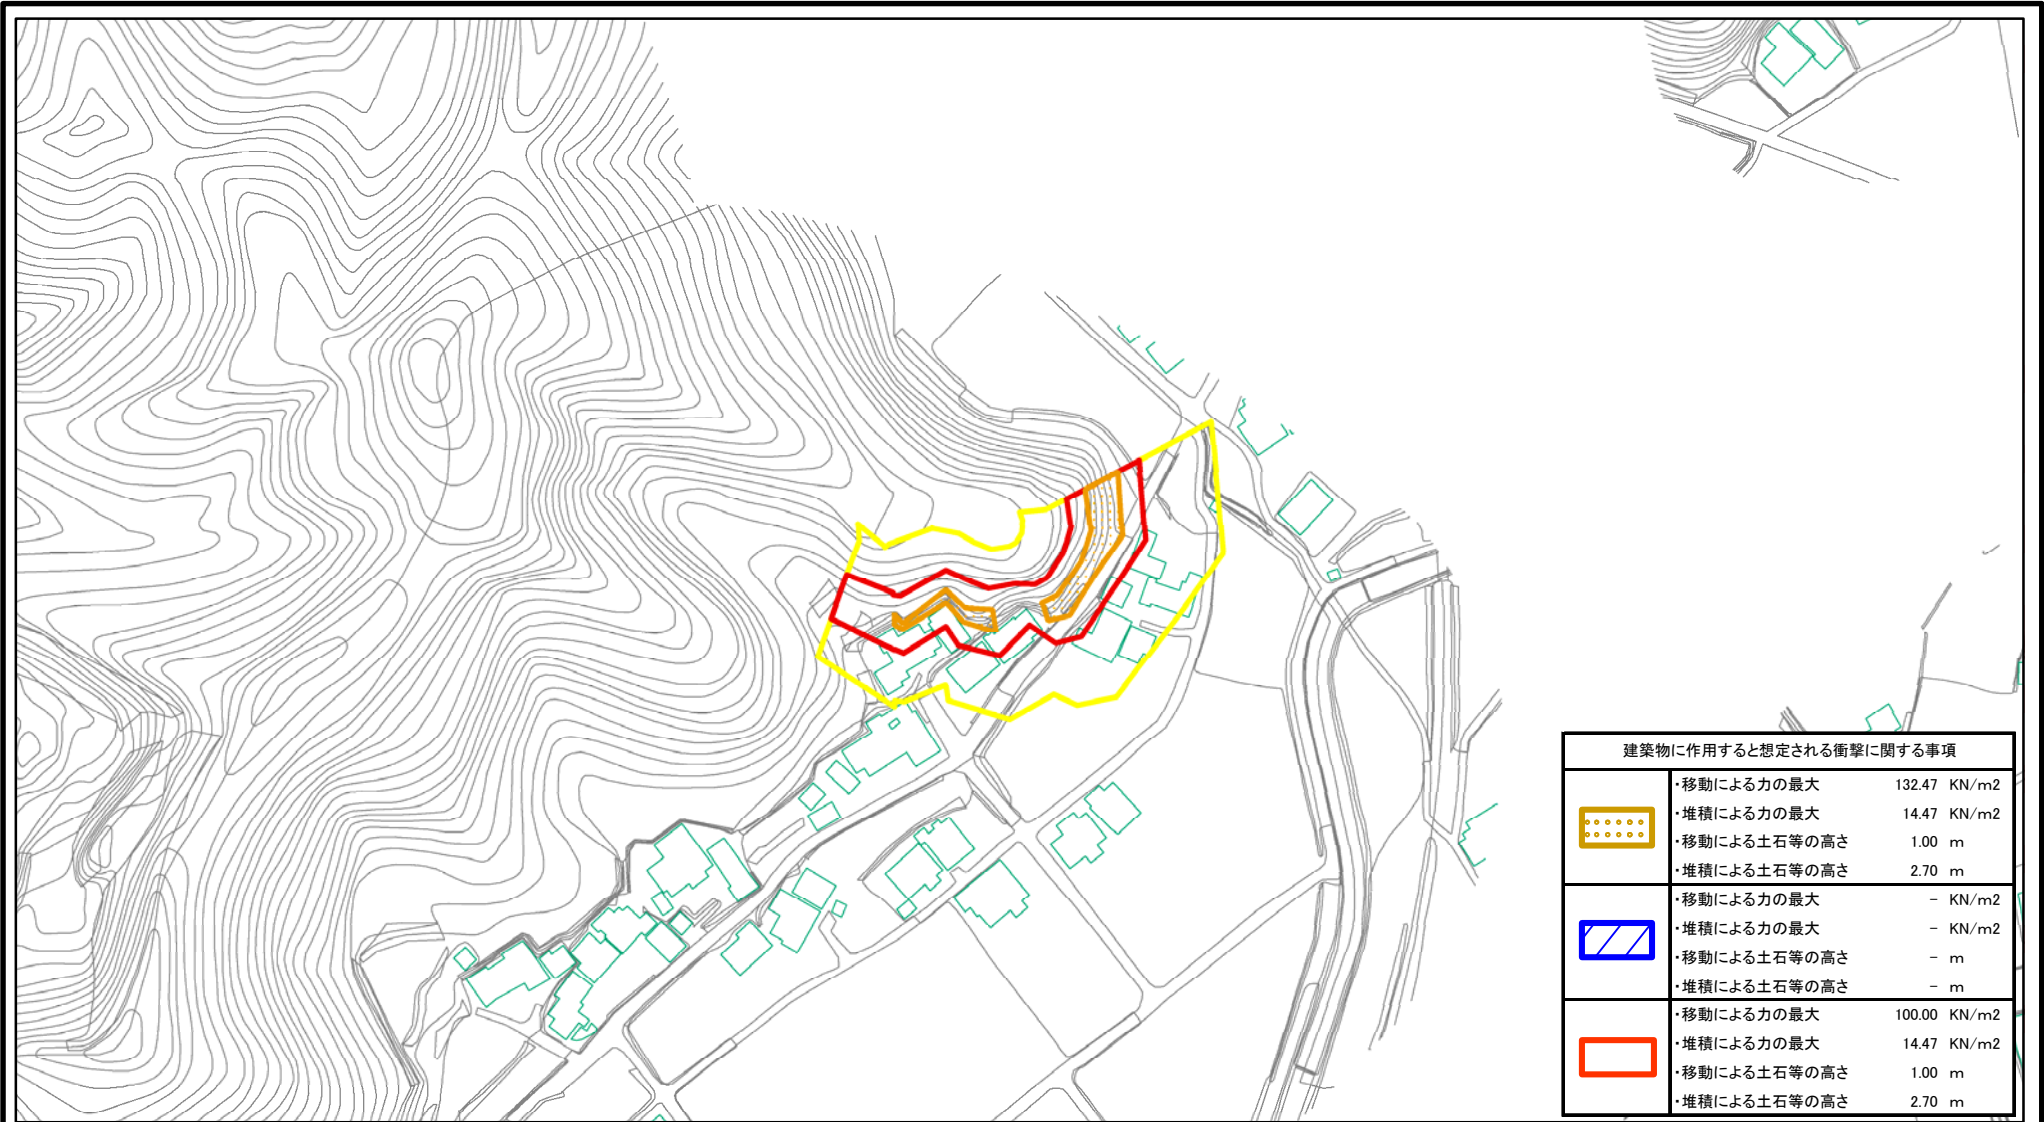 建築物に作用すると想定される衝撃に関する事項
・移動による力の最大 132.47 KN/m2
・堆積による力の最大 14.47 KN/m2
・移動による土石等の高さ 1.00 m
・堆積による土石等の高さ 2.70 m
・移動による力の最大 － KN/m2
・堆積による力の最大 － KN/m2
・移動による土石等の高さ － m
・堆積による土石等の高さ － m
・移動による力の最大 100.00 KN/m2
・堆積による力の最大 14.47 KN/m2
・移動による土石等の高さ 1.00 m
・堆積による土石等の高さ 2.70 m